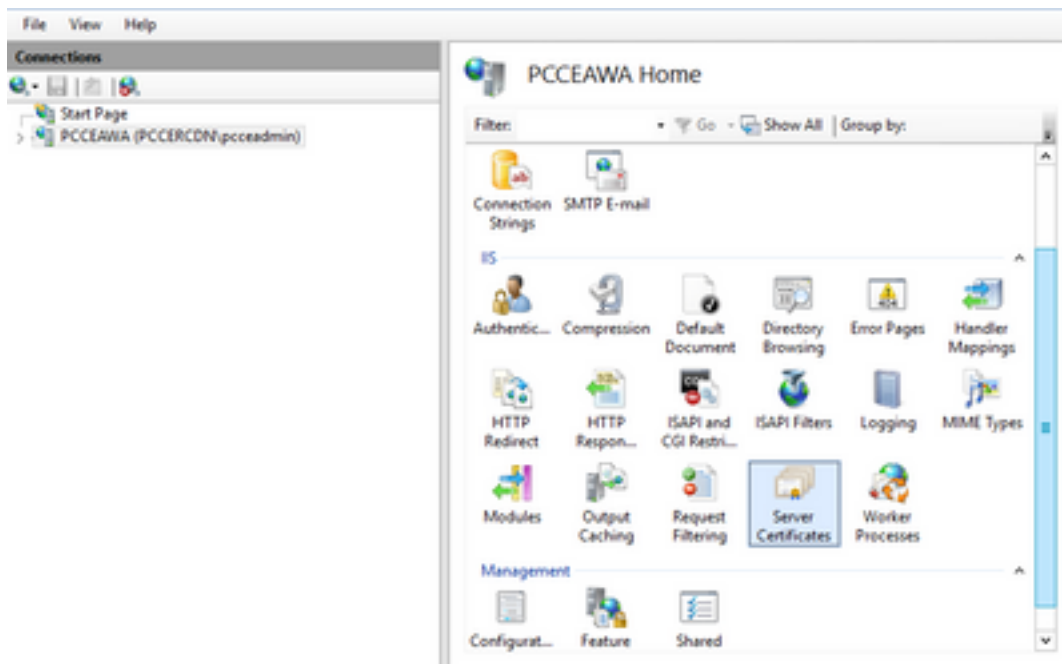 File View Help
Connections
Start Page
PCCEAWA (PCCERCDN\pcceadmin)
PCCEAWA Home
Filter: Go Show All Group by:
Connection Strings
SMTP E-mail
IIS
Authentic...
Compression
Default Document
Directory Browsing
Error Pages
Handler Mappings
HTTP Redirect
HTTP Respon...
ISAPI and CGI Restri...
ISAPI Filters
Logging
MIME Types
Modules
Output Caching
Request Filtering
Server Certificates
Worker Processes
Management
Configurat...
Feature
Shared